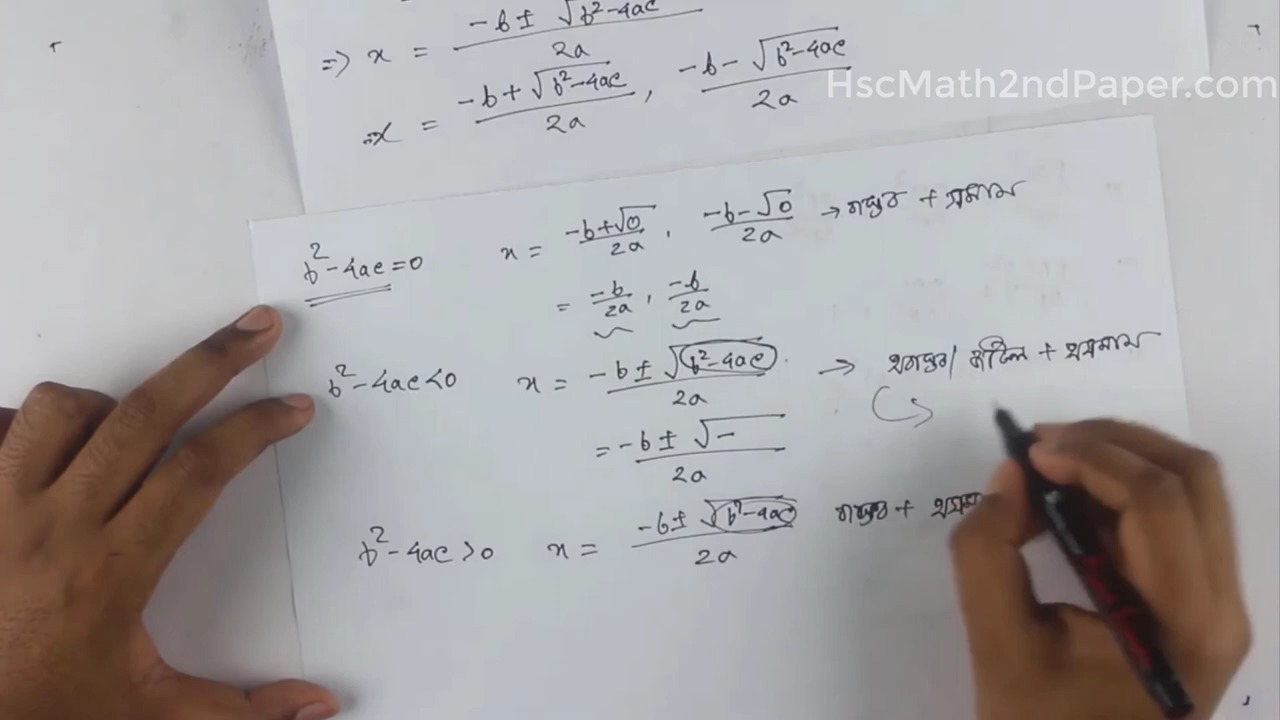 -b ± √b²-4ac
⇒ x = ―――
2a
HscMath2ndPaper.com
∴x = (-b + √b²-4ac)/2a , (-b - √b²-4ac)/2a
b²-4ac=0 x = (-b+√0)/2a , (-b-√0)/2a → বাস্তব + সমান
= -b/2a , -b/2a
b²-4ac<0 x = (-b ± √b²-4ac)/2a → অবাস্তব/ জটিল + অসমান
= (-b ± √-)/2a
b²-4ac>0 x = (-b ± √b²-4ac)/2a বাস্তব +